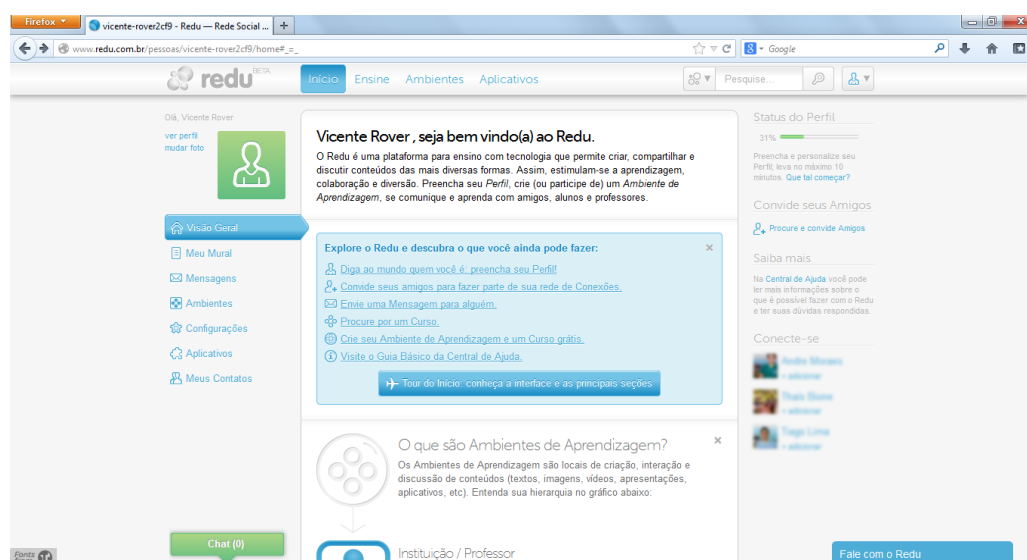 Firefox
vicente-rover2cf9 - Redu — Rede Social ...
www.redu.com.br/pessoas/vicente-rover2cf9/home#_=_
Google
redu BETA
Início Ensine Ambientes Aplicativos
Pesquise...
Olá, Vicente Rover
ver perfil
mudar foto
Visão Geral
Meu Mural
Mensagens
Ambientes
Configurações
Aplicativos
Meus Contatos
Vicente Rover , seja bem vindo(a) ao Redu.
O Redu é uma plataforma para ensino com tecnologia que permite criar, compartilhar e
discutir conteúdos das mais diversas formas. Assim, estimulam-se a aprendizagem,
colaboração e diversão. Preencha seu Perfil, crie (ou participe de) um Ambiente de
Aprendizagem, se comunique e aprenda com amigos, alunos e professores.
Explore o Redu e descubra o que você ainda pode fazer:
Diga ao mundo quem você é: preencha seu Perfil!
Convide seus amigos para fazer parte de sua rede de Conexões.
Envie uma Mensagem para alguém.
Procure por um Curso.
Crie seu Ambiente de Aprendizagem e um Curso grátis.
Visite o Guia Básico da Central de Ajuda.
Tour do Início: conheça a interface e as principais seções
O que são Ambientes de Aprendizagem?
Os Ambientes de Aprendizagem são locais de criação, interação e
discussão de conteúdos (textos, imagens, vídeos, apresentações,
aplicativos, etc). Entenda sua hierarquia no gráfico abaixo:
Instituição / Professor
Status do Perfil
31%
Preencha e personalize seu
Perfil, leva no máximo 10
minutos. Que tal começar?
Convide seus Amigos
Procure e convide Amigos
Saiba mais
Na Central de Ajuda você pode
ler mais informações sobre o
que é possível fazer com o Redu
e ter suas dúvidas respondidas.
Conecte-se
Chat (0)
Fale com o Redu